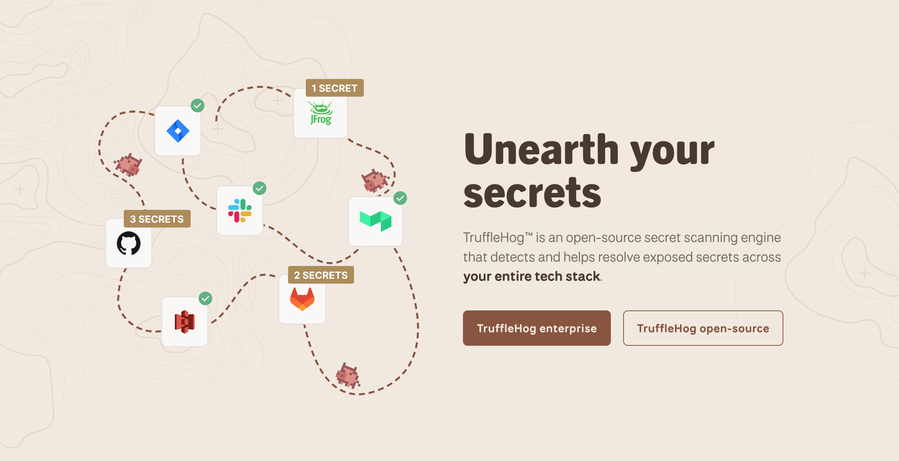 1 SECRET
JFrog
3 SECRETS
2 SECRETS
Unearth your
secrets
TruffleHog™ is an open-source secret scanning engine
that detects and helps resolve exposed secrets across
your entire tech stack.
TruffleHog enterprise
TruffleHog open-source